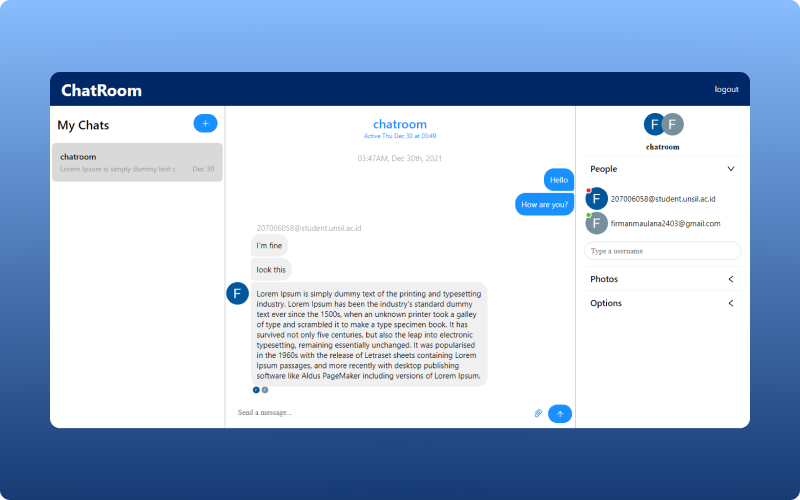 ChatRoom
logout
My Chats
+
chatroom
Lorem Ipsum is simply dummy text c
Dec 30
chatroom
Active Thu Dec 30 at 03:49
03:47AM, Dec 30th, 2021
Hello
How are you?
207006058@student.unsil.ac.id
I'm fine
look this
F
Lorem Ipsum is simply dummy text of the printing and typesetting
industry. Lorem Ipsum has been the industry's standard dummy
text ever since the 1500s, when an unknown printer took a galley
of type and scrambled it to make a type specimen book. It has
survived not only five centuries, but also the leap into electronic
typesetting, remaining essentially unchanged. It was popularised
in the 1960s with the release of Letraset sheets containing Lorem
Ipsum passages, and more recently with desktop publishing
software like Aldus PageMaker including versions of Lorem Ipsum.
F F
Send a message...
F F
chatroom
People
F 207006058@student.unsil.ac.id
F firmanmaulana2403@gmail.com
Type a username
Photos
Options